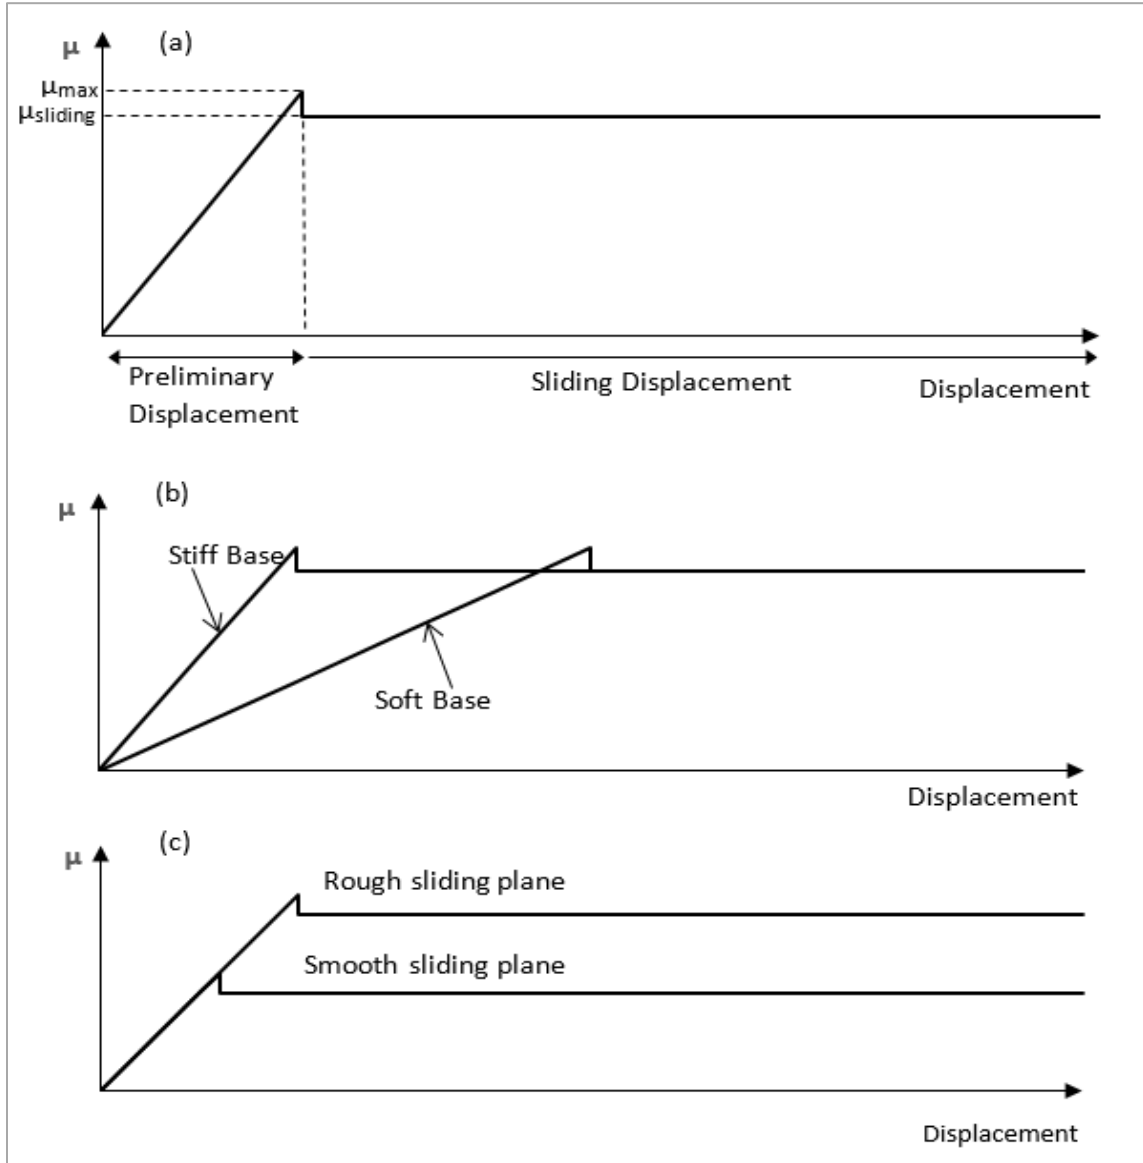 (a)
μ
μmax
μsliding
Preliminary
Displacement
Sliding Displacement
Displacement
(b)
μ
Stiff Base
Soft Base
Displacement
(c)
μ
Rough sliding plane
Smooth sliding plane
Displacement